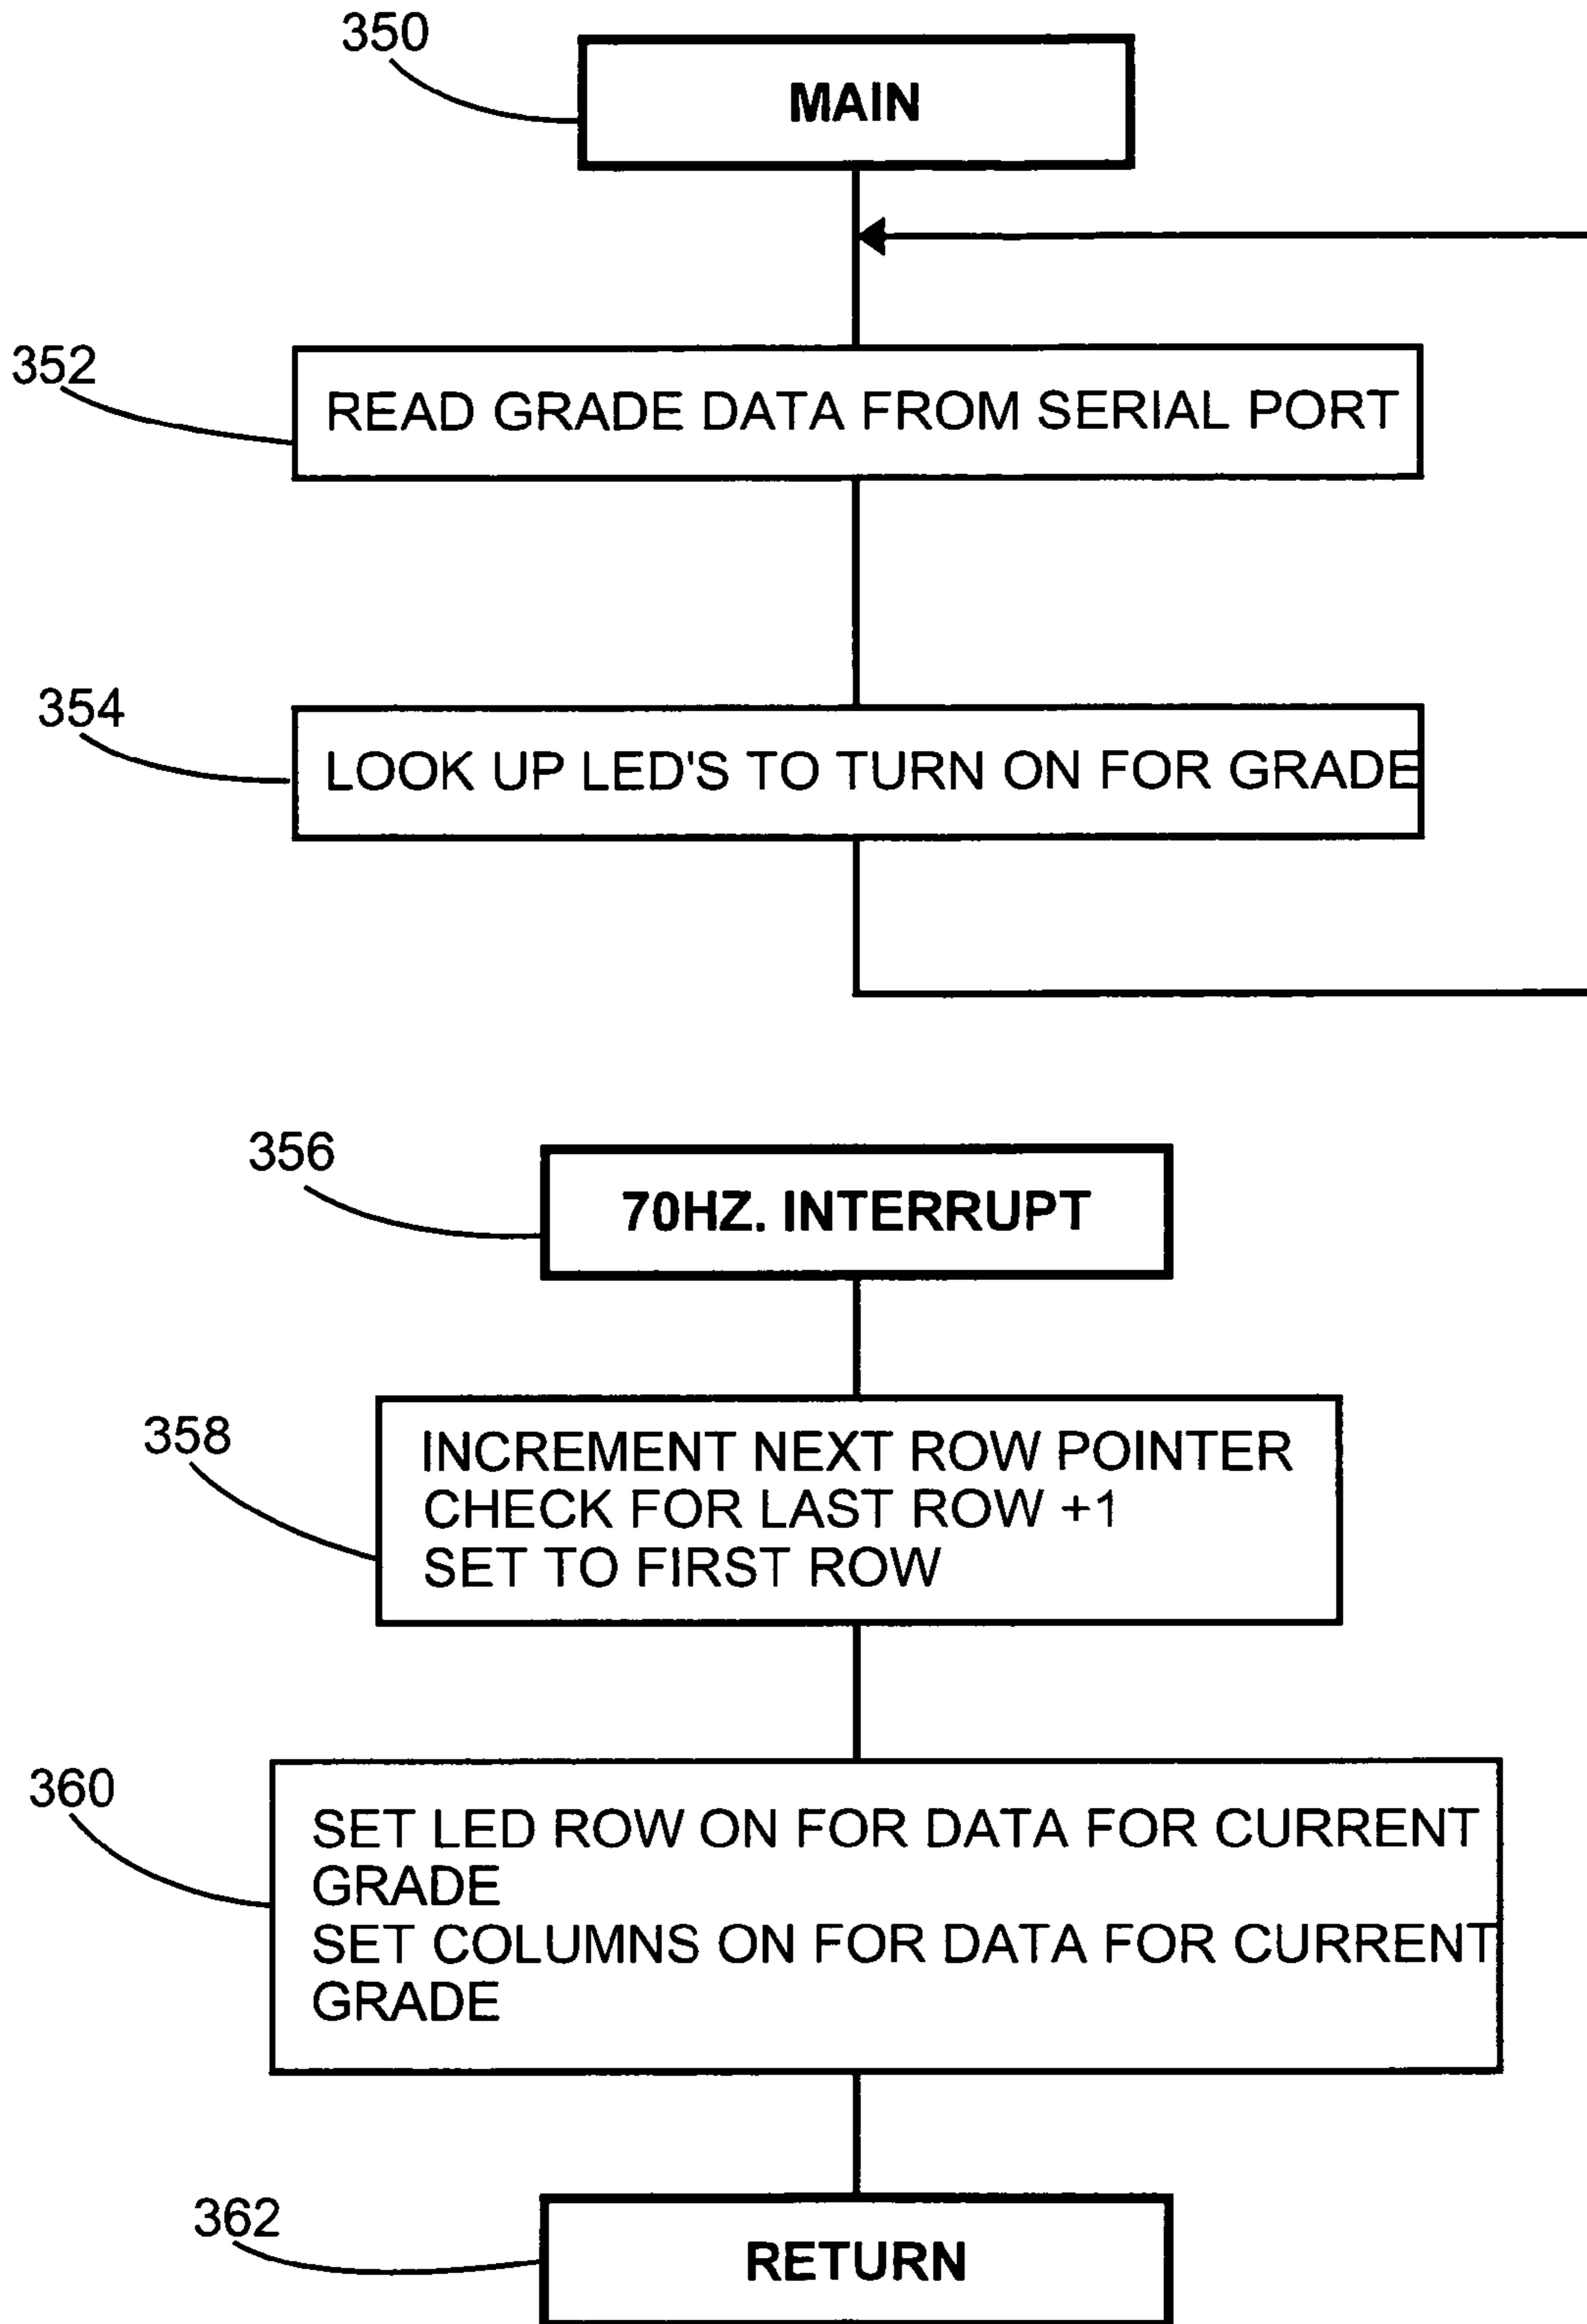 350
MAIN
352
READ GRADE DATA FROM SERIAL PORT
354
LOOK UP LED'S TO TURN ON FOR GRADE
356
70HZ. INTERRUPT
358
INCREMENT NEXT ROW POINTER
CHECK FOR LAST ROW +1
SET TO FIRST ROW
360
SET LED ROW ON FOR DATA FOR CURRENT
GRADE
SET COLUMNS ON FOR DATA FOR CURRENT
GRADE
362
RETURN